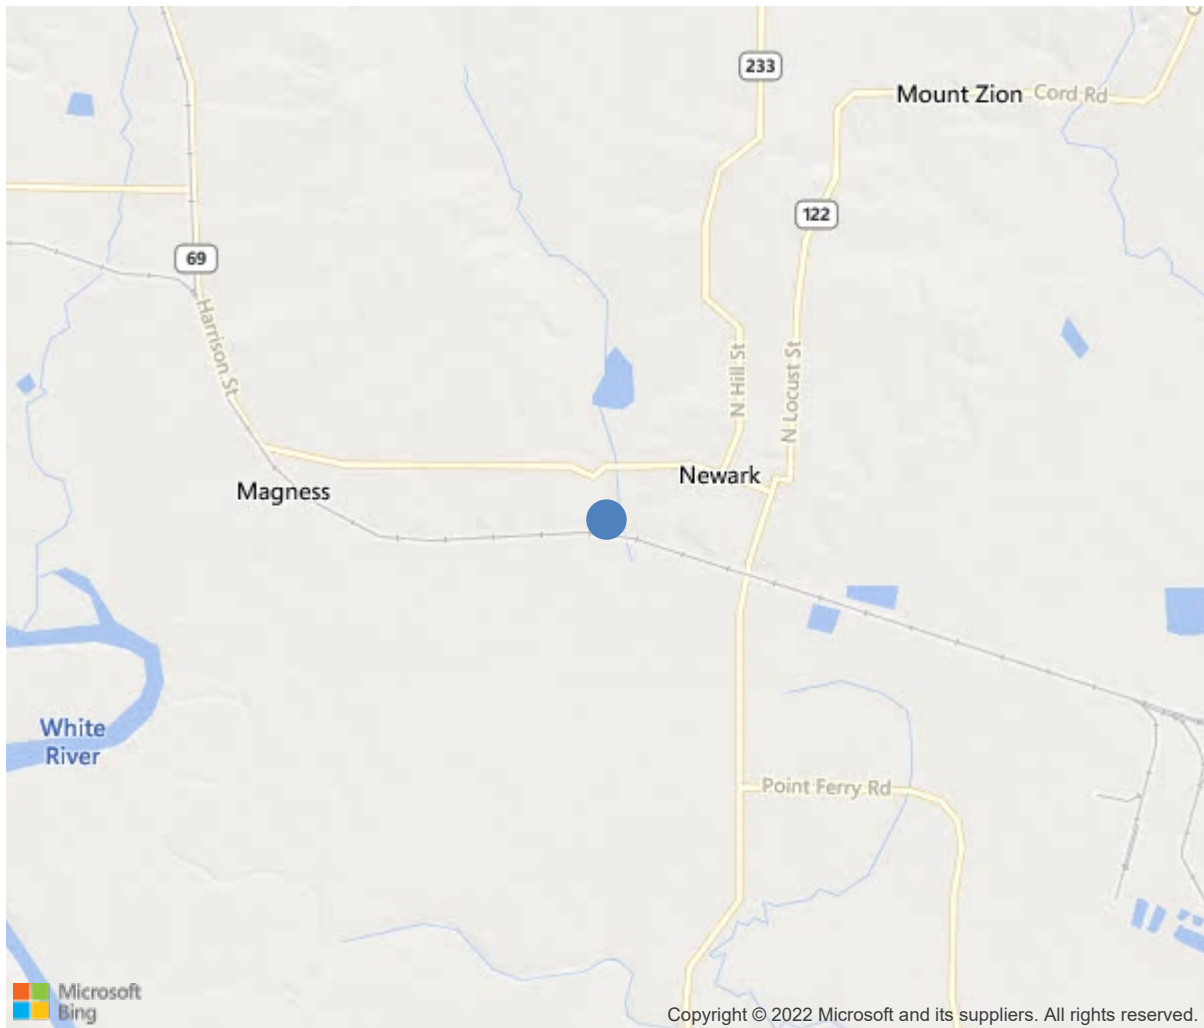 233
Mount Zion
Cord Rd
122
69
Harrison St
N Hill St
N Locust St
Newark
Magness
White
River
Point Ferry Rd
Microsoft
Bing
Copyright © 2022 Microsoft and its suppliers. All rights reserved.